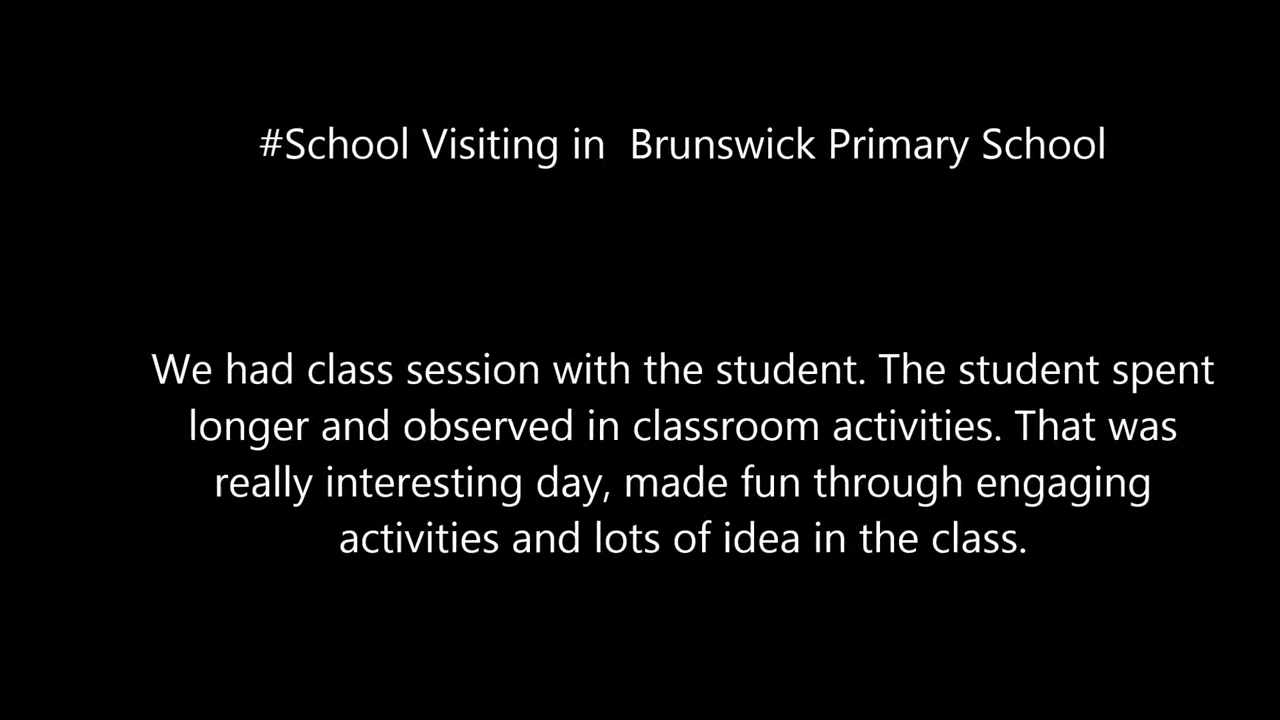 #School Visiting in  Brunswick Primary School
We had class session with the student. The student spent
longer and observed in classroom activities. That was
really interesting day, made fun through engaging
activities and lots of idea in the class.